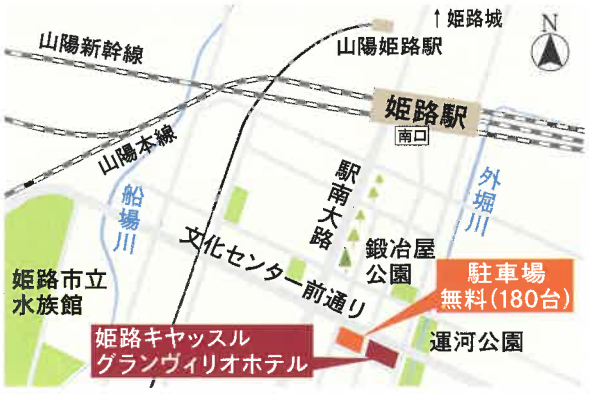 ↑姫路城
N
山陽新幹線
山陽姫路駅
姫路駅
南口
山陽本線
船場川
駅南大路
外堀川
文化センター前通り
鍛冶屋
公園
姫路市立
水族館
駐車場
無料(180台)
姫路キヤッスル
グランヴィリオホテル
運河公園